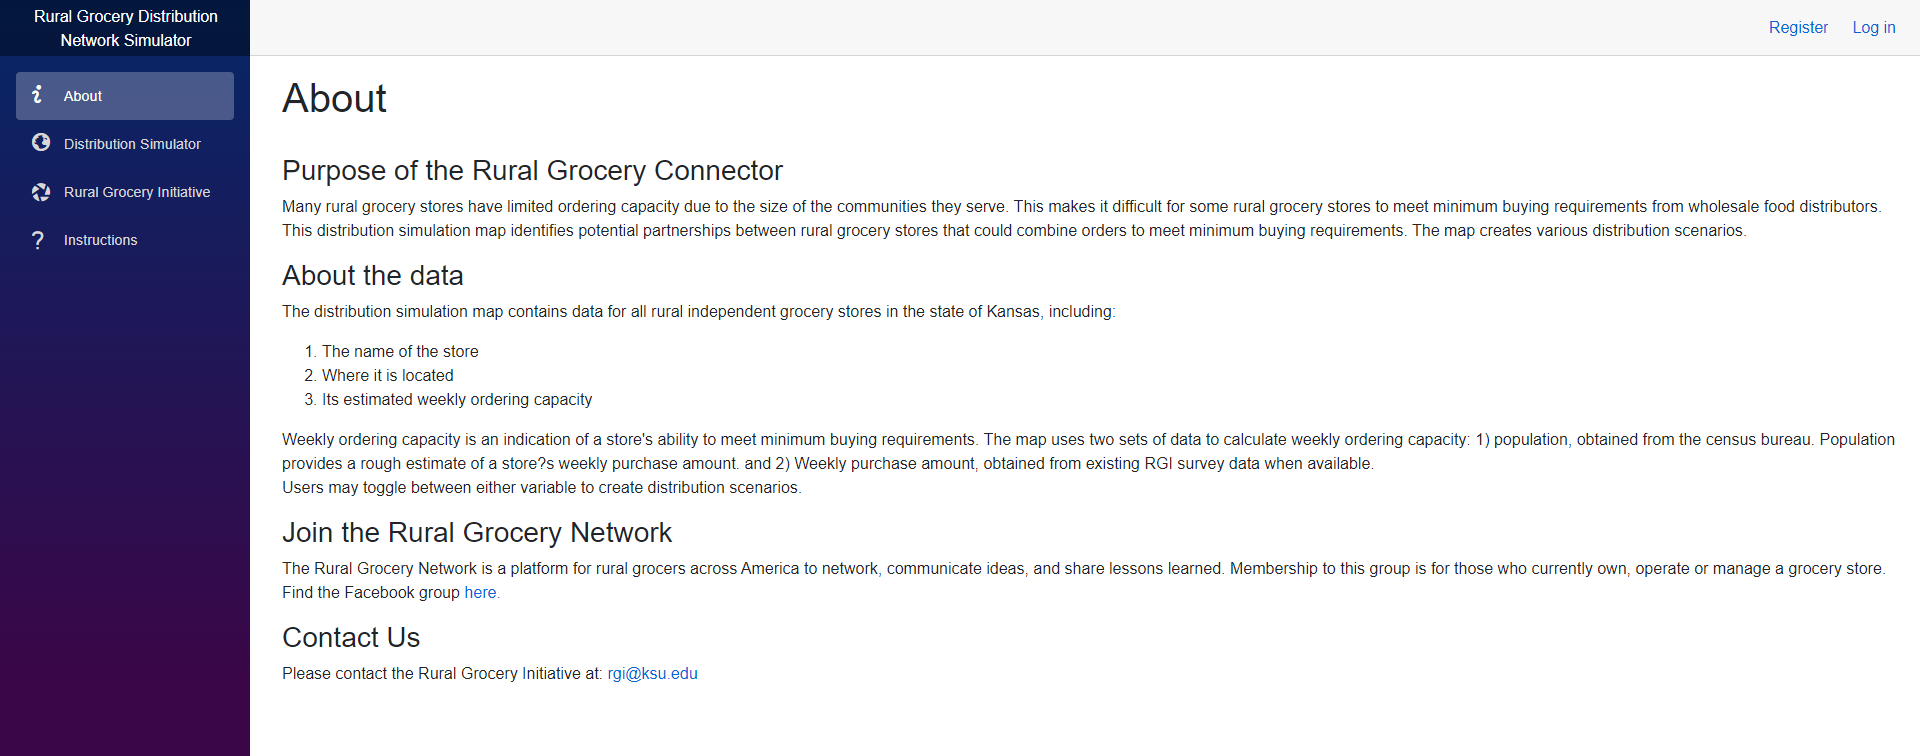 Rural Grocery Distribution
Network Simulator
Register
Log in
About
Distribution Simulator
Rural Grocery Initiative
Instructions
About
Purpose of the Rural Grocery Connector
Many rural grocery stores have limited ordering capacity due to the size of the communities they serve. This makes it difficult for some rural grocery stores to meet minimum buying requirements from wholesale food distributors.
This distribution simulation map identifies potential partnerships between rural grocery stores that could combine orders to meet minimum buying requirements. The map creates various distribution scenarios.
About the data
The distribution simulation map contains data for all rural independent grocery stores in the state of Kansas, including:
1. The name of the store
2. Where it is located
3. Its estimated weekly ordering capacity
Weekly ordering capacity is an indication of a store's ability to meet minimum buying requirements. The map uses two sets of data to calculate weekly ordering capacity: 1) population, obtained from the census bureau. Population
provides a rough estimate of a store?s weekly purchase amount. and 2) Weekly purchase amount, obtained from existing RGI survey data when available.
Users may toggle between either variable to create distribution scenarios.
Join the Rural Grocery Network
The Rural Grocery Network is a platform for rural grocers across America to network, communicate ideas, and share lessons learned. Membership to this group is for those who currently own, operate or manage a grocery store.
Find the Facebook group here.
Contact Us
Please contact the Rural Grocery Initiative at: rgi@ksu.edu